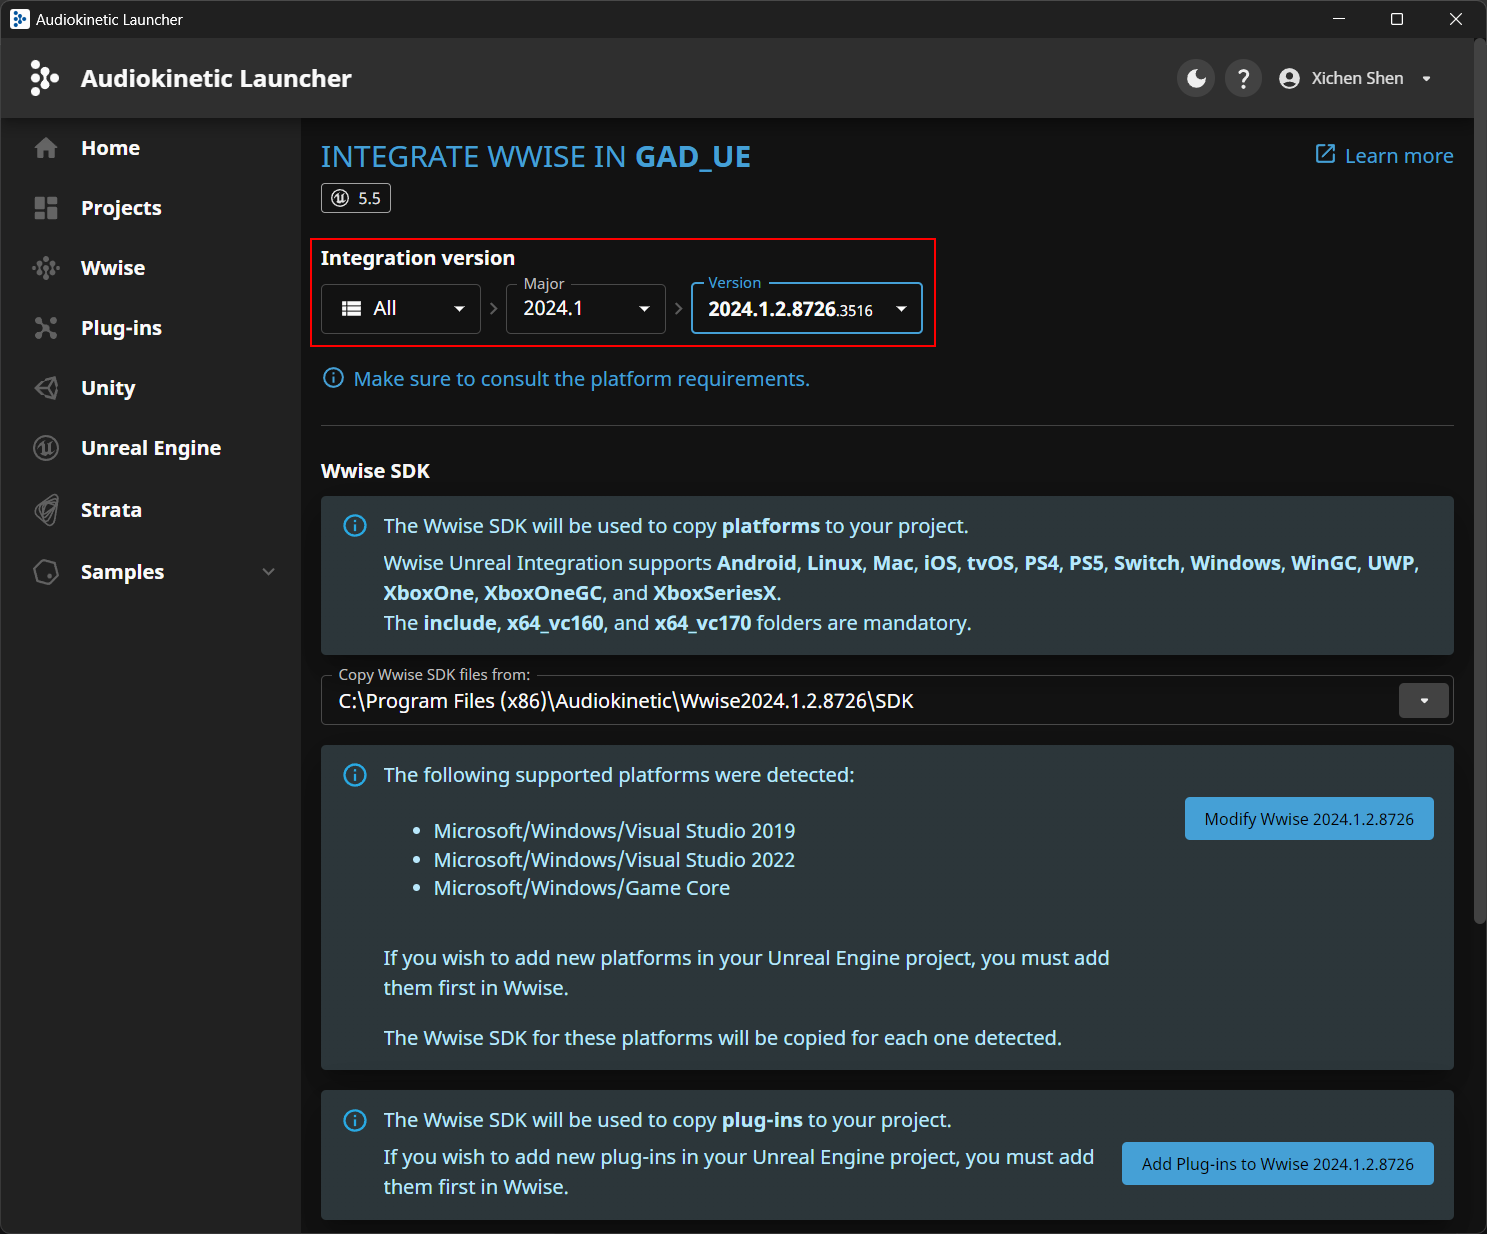 Audiokinetic Launcher
Audiokinetic Launcher
? Xichen Shen
Home
Projects
Wwise
Plug-ins
Unity
Unreal Engine
Strata
Samples
INTEGRATE WWISE IN GAD_UE
Learn more
5.5
Integration version
All
Major
2024.1
Version
2024.1.2.8726.3516
Make sure to consult the platform requirements.
Wwise SDK
The Wwise SDK will be used to copy platforms to your project.
Wwise Unreal Integration supports Android, Linux, Mac, iOS, tvOS, PS4, PS5, Switch, Windows, WinGC, UWP,
XboxOne, XboxOneGC, and XboxSeriesX.
The include, x64_vc160, and x64_vc170 folders are mandatory.
Copy Wwise SDK files from:
C:\Program Files (x86)\Audiokinetic\Wwise2024.1.2.8726\SDK
The following supported platforms were detected:
Modify Wwise 2024.1.2.8726
• Microsoft/Windows/Visual Studio 2019
• Microsoft/Windows/Visual Studio 2022
• Microsoft/Windows/Game Core
If you wish to add new platforms in your Unreal Engine project, you must add
them first in Wwise.
The Wwise SDK for these platforms will be copied for each one detected.
The Wwise SDK will be used to copy plug-ins to your project.
If you wish to add new plug-ins in your Unreal Engine project, you must add
them first in Wwise.
Add Plug-ins to Wwise 2024.1.2.8726